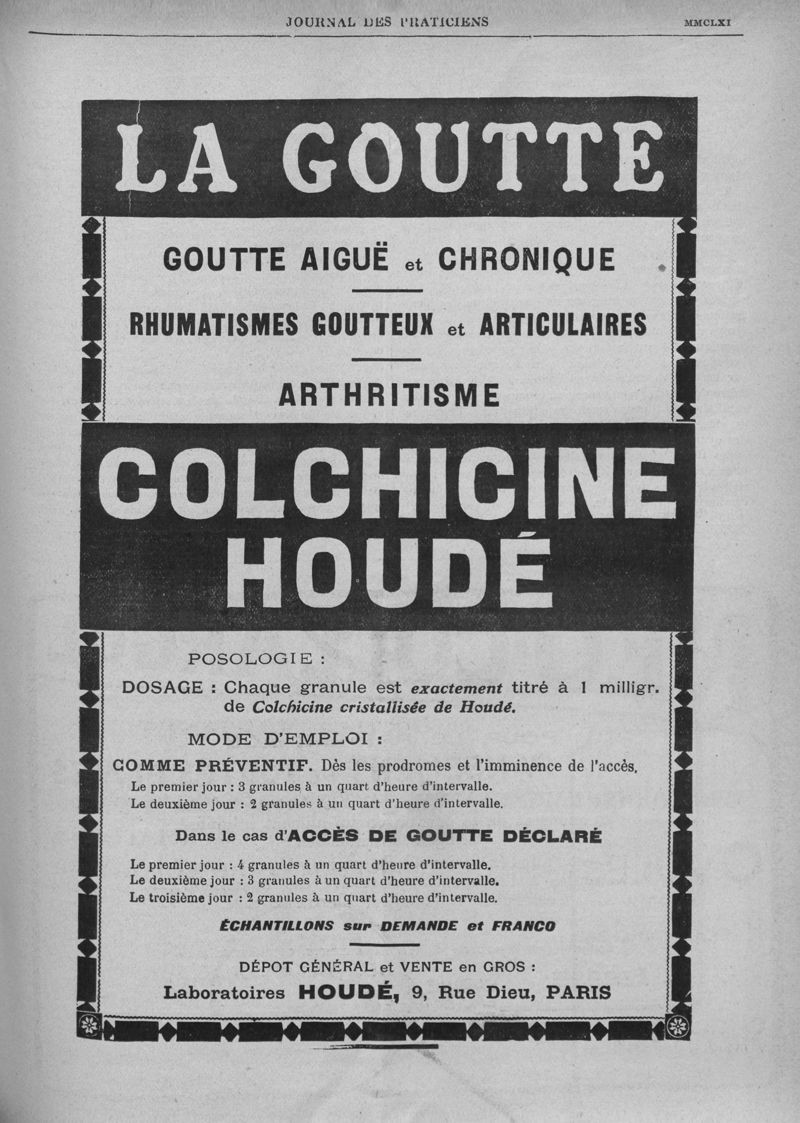 JOURNAL DES PRATICIENS
MMCLXI
LA GOUTTE
GOUTTE AIGUË et CHRONIQUE
RHUMATISMES GOUTTEUX et ARTICULAIRES
ARTHRITISME
COLCHICINE
HOUDÉ
POSOLOGIE :
DOSAGE : Chaque granule est exactement titré à 1 milligr.
de Colchicine cristallisée de Houdé.
MODE D'EMPLOI :
COMME PRÉVENTIF. Dès les prodromes et l'imminence de l'accès.
Le premier jour : 3 granules à un quart d'heure d'intervalle.
Le deuxième jour : 2 granules à un quart d'heure d'intervalle.
Dans le cas d'ACCÈS DE GOUTTE DÉCLARÉ
Le premier jour : 4 granules à un quart d'heure d'intervalle.
Le deuxième jour : 3 granules à un quart d'heure d'intervalle.
Le troisième jour : 2 granules à un quart d'heure d'intervalle.
ÉCHANTILLONS sur DEMANDE et FRANCO
DÉPOT GÉNÉRAL et VENTE en GROS :
Laboratoires HOUDÉ, 9, Rue Dieu, PARIS